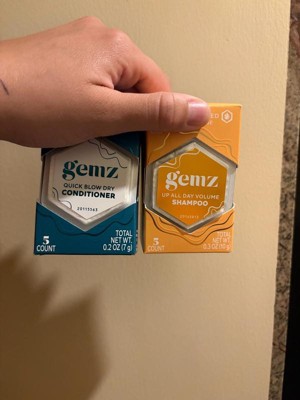 gemz
QUICK BLOW DRY
CONDITIONER
5
COUNT
TOTAL
NET WT.
0.2 OZ (7 g)
gemz
UP ALL DAY VOLUME
SHAMPOO
5
COUNT
TOTAL
NET WT.